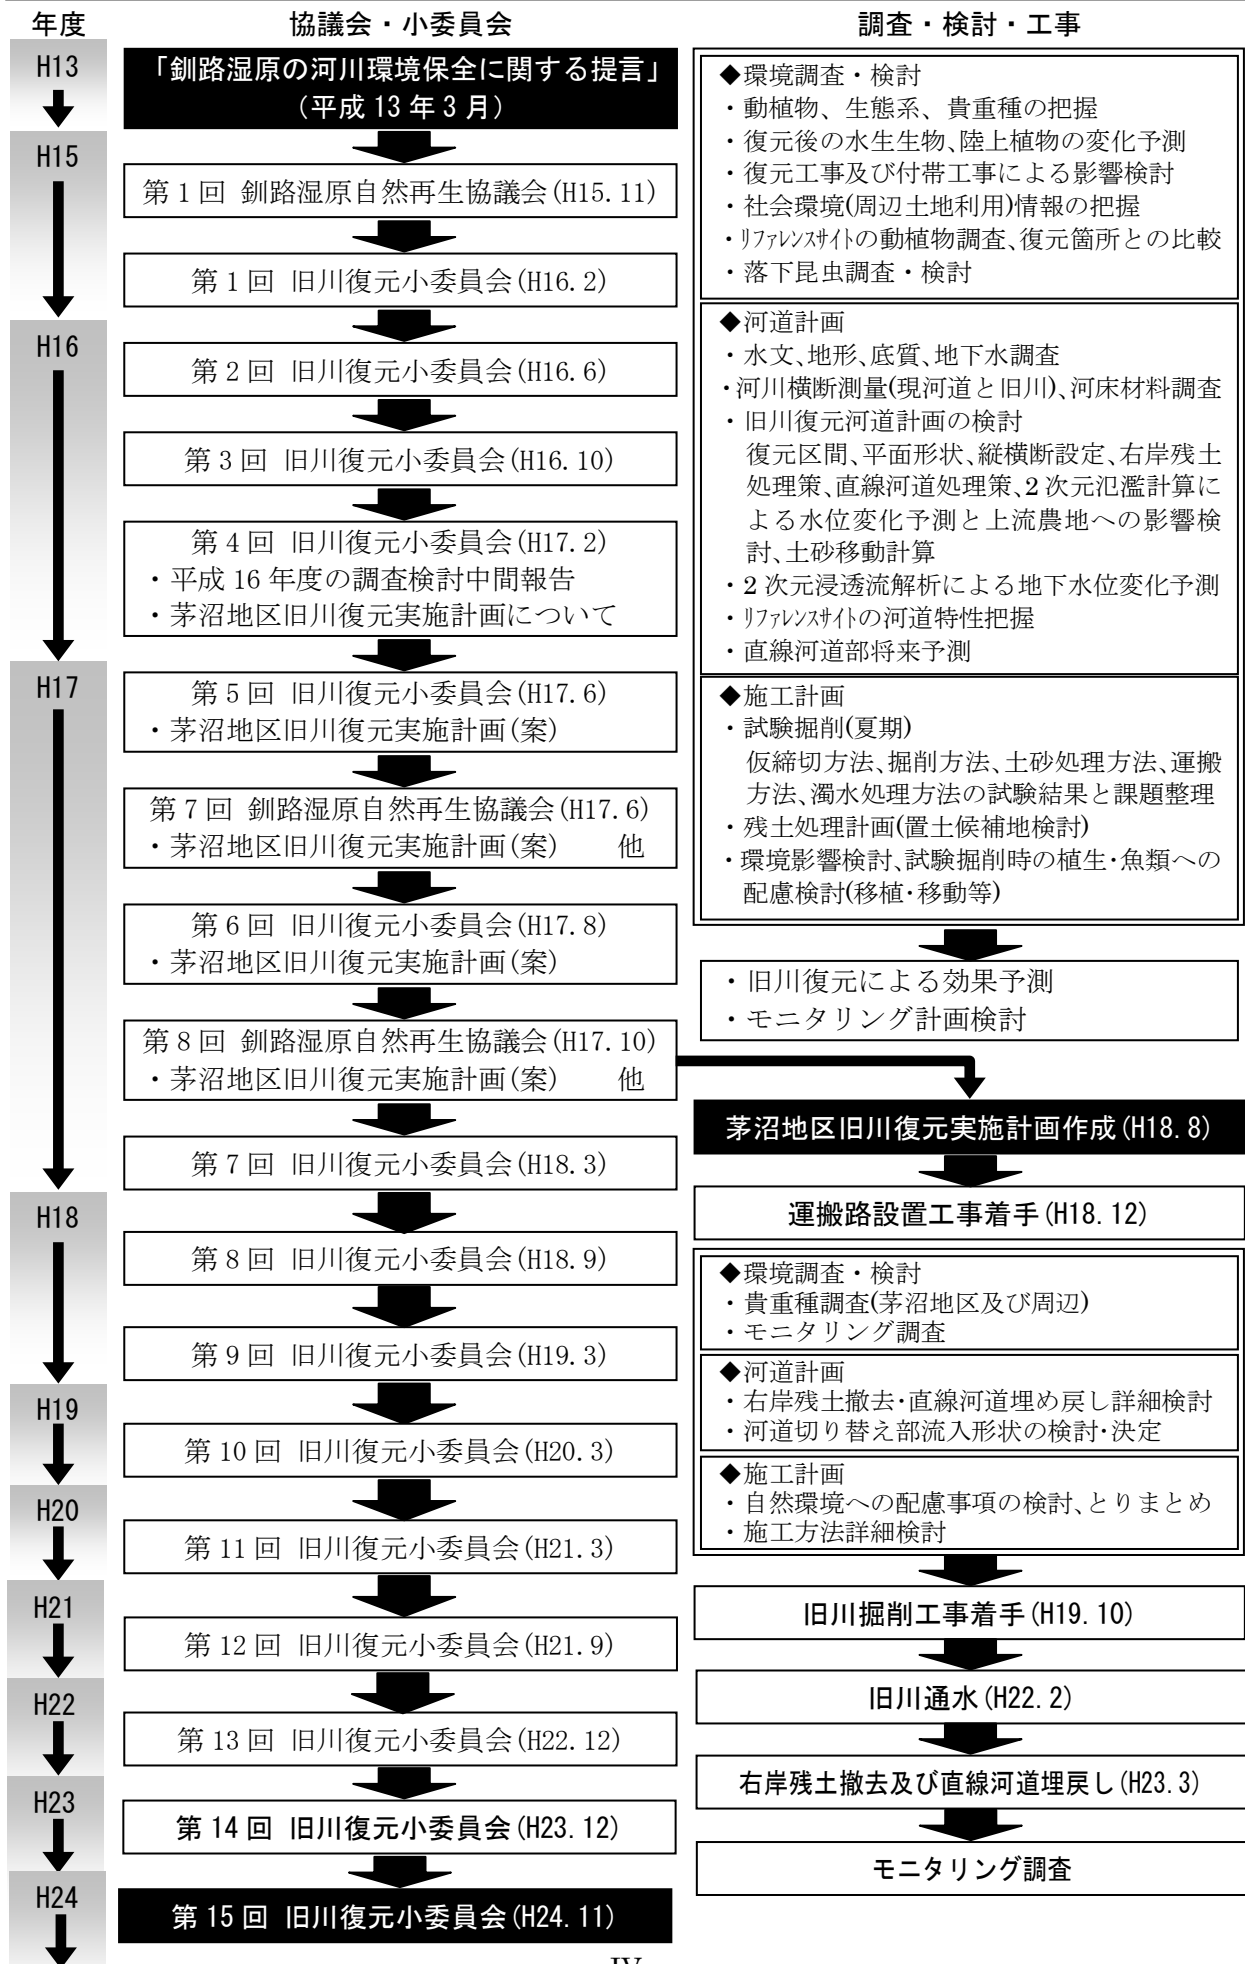 年度
協議会・小委員会
調査・検討・工事
H13
H15
H16
H17
H18
H19
H20
H21
H22
H23
H24
「釧路湿原の河川環境保全に関する提言」
（平成 13 年 3 月）
第 1 回 釧路湿原自然再生協議会(H15.11)
第 1 回 旧川復元小委員会(H16.2)
第 2 回 旧川復元小委員会(H16.6)
第 3 回 旧川復元小委員会(H16.10)
第 4 回 旧川復元小委員会(H17.2)
・平成 16 年度の調査検討中間報告
・茅沼地区旧川復元実施計画について
第 5 回 旧川復元小委員会(H17.6)
・茅沼地区旧川復元実施計画(案)
第 7 回 釧路湿原自然再生協議会(H17.6)
・茅沼地区旧川復元実施計画(案) 他
第 6 回 旧川復元小委員会(H17.8)
・茅沼地区旧川復元実施計画(案)
第 8 回 釧路湿原自然再生協議会(H17.10)
・茅沼地区旧川復元実施計画(案) 他
第 7 回 旧川復元小委員会(H18.3)
第 8 回 旧川復元小委員会(H18.9)
第 9 回 旧川復元小委員会(H19.3)
第 10 回 旧川復元小委員会(H20.3)
第 11 回 旧川復元小委員会(H21.3)
第 12 回 旧川復元小委員会(H21.9)
第 13 回 旧川復元小委員会(H22.12)
第 14 回 旧川復元小委員会(H23.12)
第 15 回 旧川復元小委員会(H24.11)
◆環境調査・検討
・動植物、生態系、貴重種の把握
・復元後の水生生物、陸上植物の変化予測
・復元工事及び付帯工事による影響検討
・社会環境(周辺土地利用)情報の把握
・ﾘﾌｧﾚﾝｽｻｲﾄの動植物調査、復元箇所との比較
・落下昆虫調査・検討
◆河道計画
・水文、地形、底質、地下水調査
・河川横断測量(現河道と旧川)、河床材料調査
・旧川復元河道計画の検討
復元区間、平面形状、縦横断設定、右岸残土
処理策、直線河道処理策、2 次元氾濫計算に
よる水位変化予測と上流農地への影響検
討、土砂移動計算
・2 次元浸透流解析による地下水位変化予測
・ﾘﾌｧﾚﾝｽｻｲﾄの河道特性把握
・直線河道部将来予測
◆施工計画
・試験掘削(夏期)
仮締切方法、掘削方法、土砂処理方法、運搬
方法、濁水処理方法の試験結果と課題整理
・残土処理計画(置土候補地検討)
・環境影響検討、試験掘削時の植生・魚類への
配慮検討(移植・移動等)
・旧川復元による効果予測
・モニタリング計画検討
茅沼地区旧川復元実施計画作成(H18.8)
運搬路設置工事着手(H18.12)
◆環境調査・検討
・貴重種調査(茅沼地区及び周辺)
・モニタリング調査
◆河道計画
・右岸残土撤去・直線河道埋め戻し詳細検討
・河道切り替え部流入形状の検討・決定
◆施工計画
・自然環境への配慮事項の検討、とりまとめ
・施工方法詳細検討
旧川掘削工事着手(H19.10)
旧川通水(H22.2)
右岸残土撤去及び直線河道埋戻し(H23.3)
モニタリング調査